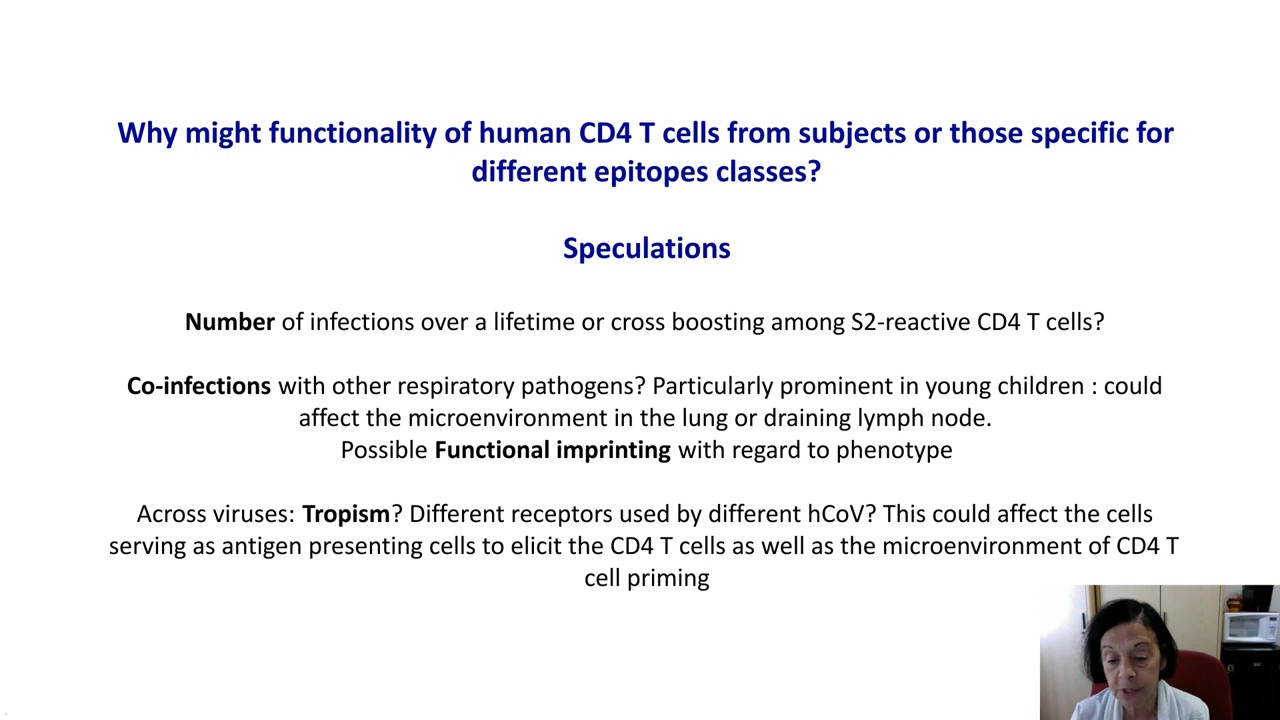 Why might functionality of human CD4 T cells from subjects or those specific for
different epitopes classes?
Speculations
Number of infections over a lifetime or cross boosting among S2-reactive CD4 T cells?
Co-infections with other respiratory pathogens? Particularly prominent in young children : could
affect the microenvironment in the lung or draining lymph node.
Possible Functional imprinting with regard to phenotype
Across viruses: Tropism? Different receptors used by different hCoV? This could affect the cells
serving as antigen presenting cells to elicit the CD4 T cells as well as the microenvironment of CD4 T
cell priming